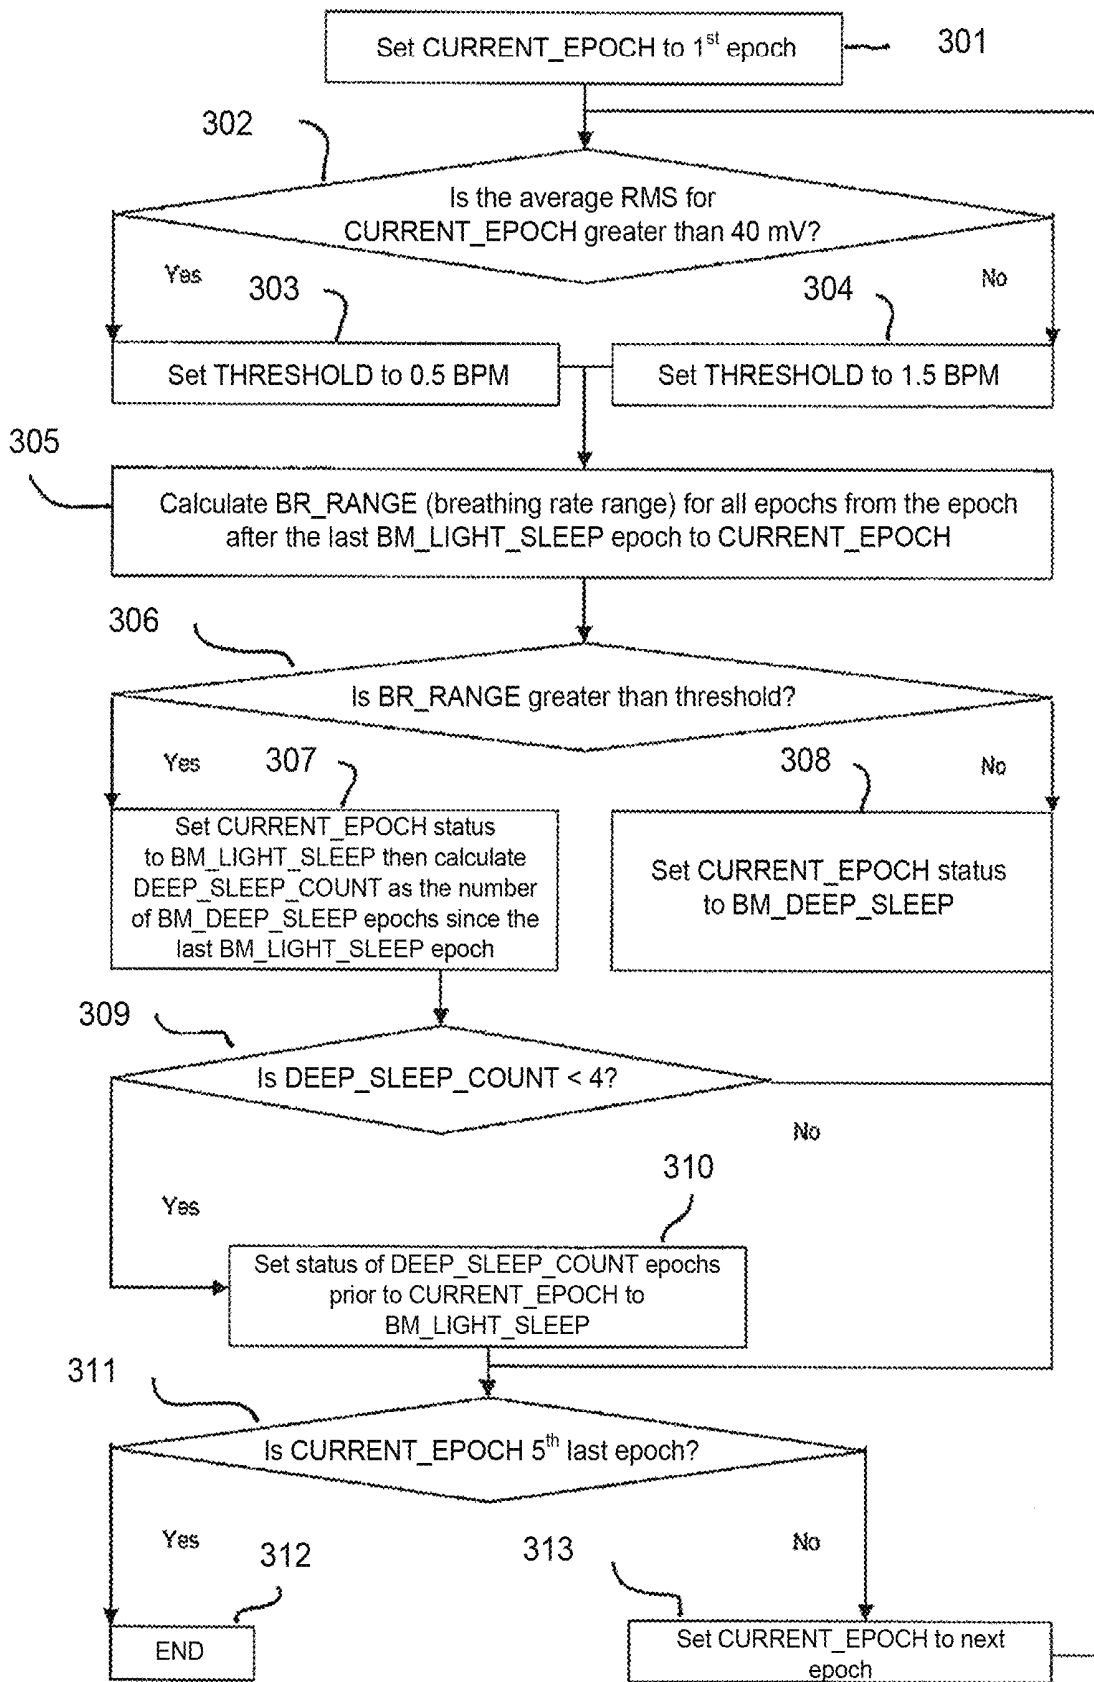 Set CURRENT_EPOCH to 1st epoch
301
302
Is the average RMS for
CURRENT_EPOCH greater than 40 mV?
Yes
303
304
No
Set THRESHOLD to 0.5 BPM
Set THRESHOLD to 1.5 BPM
305
Calculate BR_RANGE (breathing rate range) for all epochs from the epoch
after the last BM_LIGHT_SLEEP epoch to CURRENT_EPOCH
306
Is BR_RANGE greater than threshold?
Yes
307
308
No
Set CURRENT_EPOCH status
to BM_LIGHT_SLEEP then calculate
DEEP_SLEEP_COUNT as the number
of BM_DEEP_SLEEP epochs since the
last BM_LIGHT_SLEEP epoch
Set CURRENT_EPOCH status
to BM_DEEP_SLEEP
309
Is DEEP_SLEEP_COUNT < 4?
No
310
Yes
Set status of DEEP_SLEEP_COUNT epochs
prior to CURRENT_EPOCH to
BM_LIGHT_SLEEP
311
Is CURRENT_EPOCH 5th last epoch?
Yes
312
313
No
END
Set CURRENT_EPOCH to next
epoch